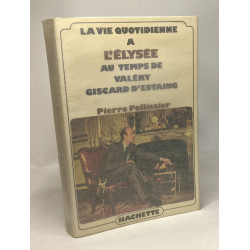 LA VIE QUOTIDIENNE
A
L'ÉLYSÉE
AU TEMPS DE
VALÉRY
GISCARD D'ESTAING
Pierre Pellissier
HACHETTE